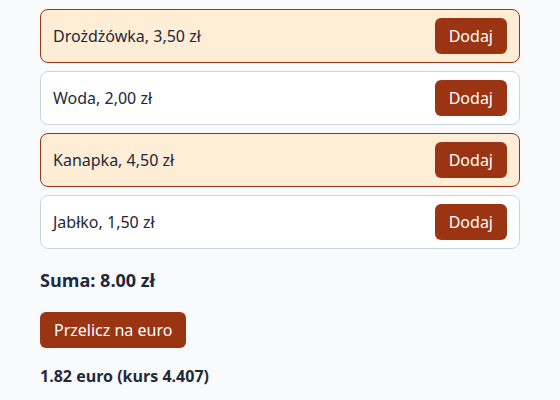 Drożdżówka, 3,50 zł Dodaj
Woda, 2,00 zł Dodaj
Kanapka, 4,50 zł Dodaj
Jabłko, 1,50 zł Dodaj
Suma: 8.00 zł
Przelicz na euro
1.82 euro (kurs 4.407)